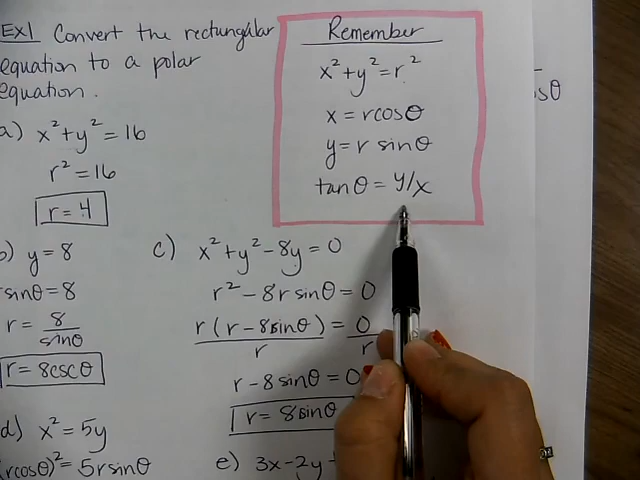 Ex1 Convert the rectangular
equation to a polar
equation.
Remember
x² + y² = r²
x = rcosθ
y = r sinθ
tanθ = y/x
osθ
a) x² + y² = 16
r² = 16
r = 4
b) y = 8
sinθ = 8
r = 8/sinθ
r = 8cscθ
c) x² + y² - 8y = 0
r² - 8r sinθ = 0
r(r - 8sinθ)/r = 0/r
r - 8sinθ = 0
r = 8sinθ
d) x² = 5y
(rcosθ)² = 5rsinθ
e) 3x - 2y